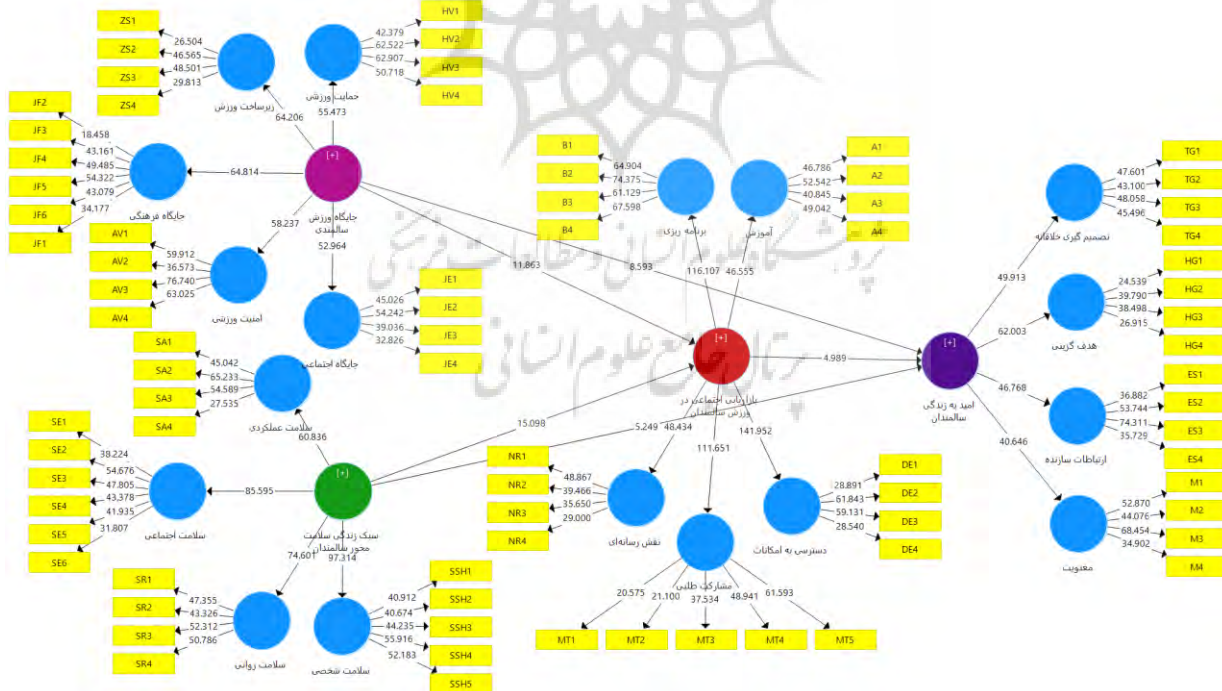 ZS1
ZS2
ZS3
ZS4
26.504
46.565
48.501
29.813
زیرساخت ورزش
HV1
HV2
HV3
HV4
42.379
62.522
62.907
50.718
حمایت ورزشی
64.206
55.473
JF2
JF3
JF4
JF5
JF6
JF1
18.458
43.161
49.485
54.322
43.079
34.177
جایگاه فرهنگی
64.814
[+]
جایگاه ورزش
سالمندی
58.237
52.964
AV1
AV2
AV3
AV4
59.912
36.573
76.740
63.025
امنیت ورزشی
JE1
JE2
JE3
JE4
45.026
54.242
39.036
32.826
جایگاه اجتماعی
SA1
SA2
SA3
SA4
45.042
65.233
54.589
27.535
سلامت عملکردی
60.836
SE1
SE2
SE3
SE4
SE5
SE6
38.224
54.676
47.805
43.378
41.935
31.807
سلامت اجتماعی
85.595
[+]
سبک زندگی سلامت
محور سالمندان
74.601
97.314
SR1
SR2
SR3
SR4
47.355
43.326
52.312
50.786
سلامت روانی
SSH1
SSH2
SSH3
SSH4
SSH5
40.912
40.674
44.235
55.916
52.183
سلامت شخصی
B1
B2
B3
B4
64.904
74.375
61.129
67.598
برنامه ریزی
A1
A2
A3
A4
46.786
52.542
40.845
49.042
آموزش
116.107
46.555
11.863
8.593
15.098
5.249
4.989
[+]
بازاریابی اجتماعی در
ورزش سالمندان
48.434
111.651
141.952
NR1
NR2
NR3
NR4
48.867
39.466
35.650
29.000
نقش رسانه‌ای
مشارکت طلبی
20.575
21.100
37.534
48.941
61.593
MT1
MT2
MT3
MT4
MT5
DE1
DE2
DE3
DE4
28.891
61.843
59.131
28.540
دسترسی به امکانات
[+]
امید به زندگی
سالمندان
49.913
62.003
46.768
40.646
TG1
TG2
TG3
TG4
47.601
43.100
48.058
45.496
تصمیم گیری خلاقانه
HG1
HG2
HG3
HG4
24.539
39.790
38.498
26.915
هدف گزینی
ES1
ES2
ES3
ES4
36.882
53.744
74.311
35.729
ارتباطات سازنده
M1
M2
M3
M4
52.870
44.076
68.454
34.902
معنویت
پژوهشگاه علوم انسانی و مطالعات فرهنگی
پرتال جامع علوم انسانی